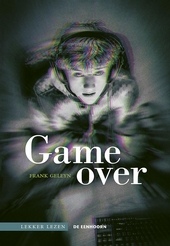 Game
FRANK GELEYN
over
LEKKER LEZEN DE EENHOORN